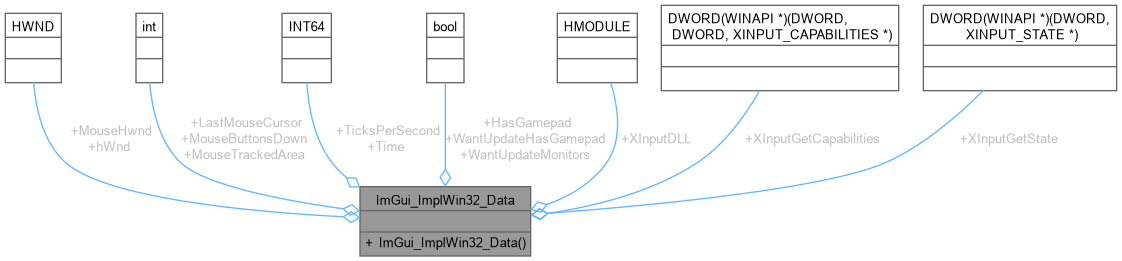 HWND
int
INT64
bool
HMODULE
DWORD(WINAPI *)(DWORD,
DWORD, XINPUT_CAPABILITIES *)
DWORD(WINAPI *)(DWORD,
XINPUT_STATE *)
+MouseHwnd
+hWnd
+LastMouseCursor
+MouseButtonsDown
+MouseTrackedArea
+TicksPerSecond
+Time
+HasGamepad
+WantUpdateHasGamepad
+WantUpdateMonitors
+XInputDLL
+XInputGetCapabilities
+XInputGetState
ImGui_ImplWin32_Data
+ ImGui_ImplWin32_Data()